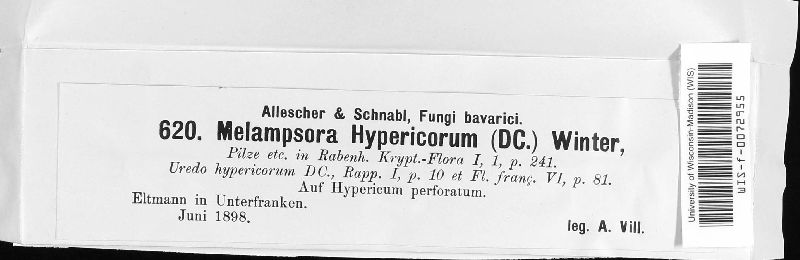 Allescher & Schnabl, Fungi bavarici.
620. Melampsora Hypericorum (DC.) Winter,
Pilze etc. in Rabenh. Krypt.-Flora I, 1, p. 241.
Uredo hypericorum DC., Rapp. I, p. 10 et Fl. franç. VI, p. 81.
Auf Hypericum perforatum.
Eltmann in Unterfranken.
Juni 1898.
leg. A. Vill.
University of Wisconsin-Madison (WIS)
WIS-f-0072955